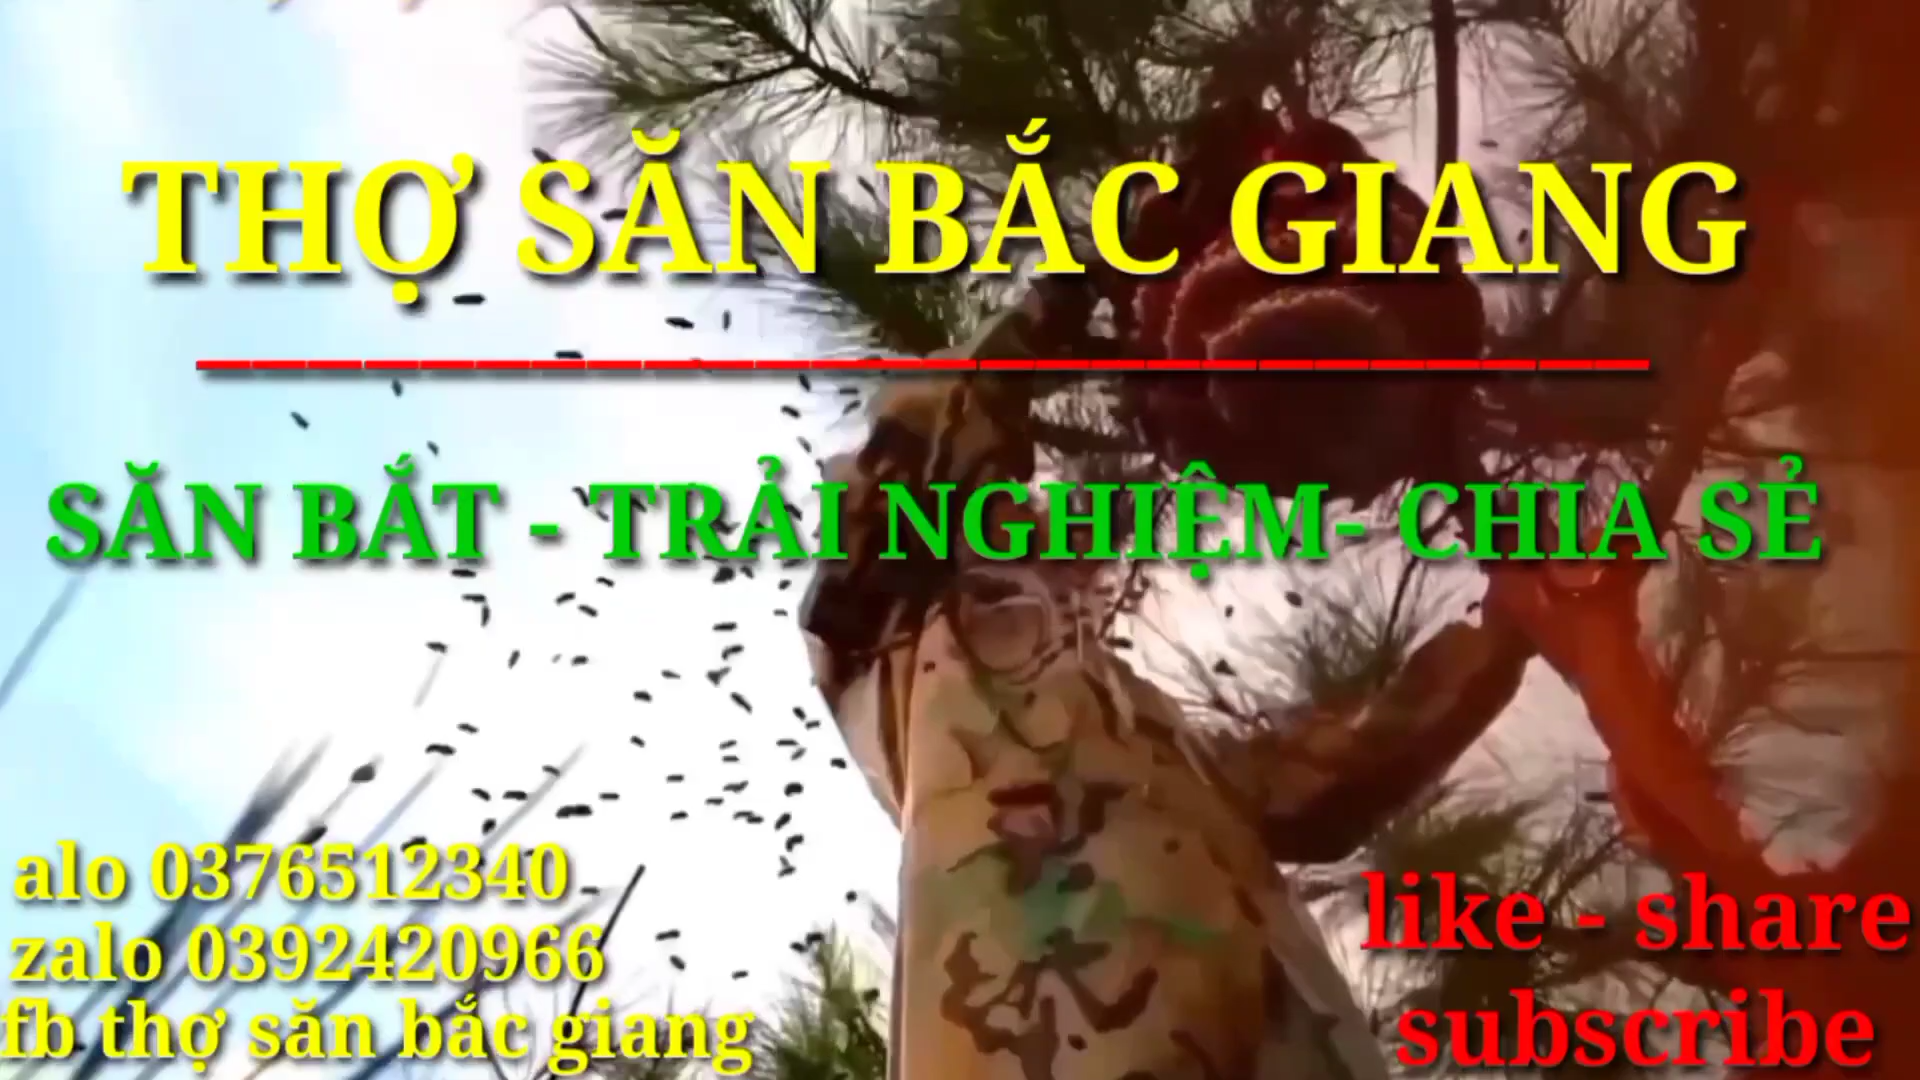 THỢ SĂN BẮC GIANG
SĂN BẮT - TRẢI NGHIỆM- CHIA SẺ
alo 0376512340
zalo 0392420966
fb thợ săn bắc giang
like - share
subscribe